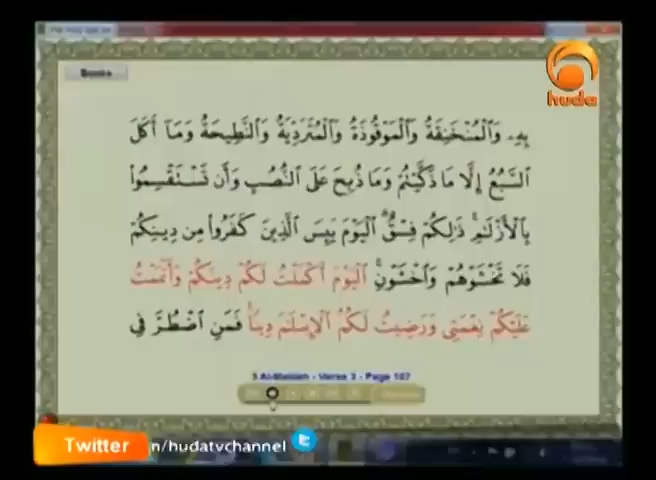 Books
huda
بِهِۦ وَٱلْمُنْخَنِقَةُ وَٱلْمَوْقُوذَةُ وَٱلْمُتَرَدِّيَةُ وَٱلنَّطِيحَةُ وَمَآ أَكَلَ
ٱلسَّبُعُ إِلَّا مَا ذَكَّيْتُمْ وَمَا ذُبِحَ عَلَى ٱلنُّصُبِ وَأَن تَسْتَقْسِمُوا۟
بِٱلْأَزْلَـٰمِ ۚ ذَٰلِكُمْ فِسْقٌ ۗ ٱلْيَوْمَ يَئِسَ ٱلَّذِينَ كَفَرُوا۟ مِن دِينِكُمْ
فَلَا تَخْشَوْهُمْ وَٱخْشَوْنِ ۚ ٱلْيَوْمَ أَكْمَلْتُ لَكُمْ دِينَكُمْ وَأَتْمَمْتُ
عَلَيْكُمْ نِعْمَتِى وَرَضِيتُ لَكُمُ ٱلْإِسْلَـٰمَ دِينًا ۚ فَمَنِ ٱضْطُرَّ فِى
5 Al-Maidah - Verse 3 - Page 107
Twitter /hudatvchannel